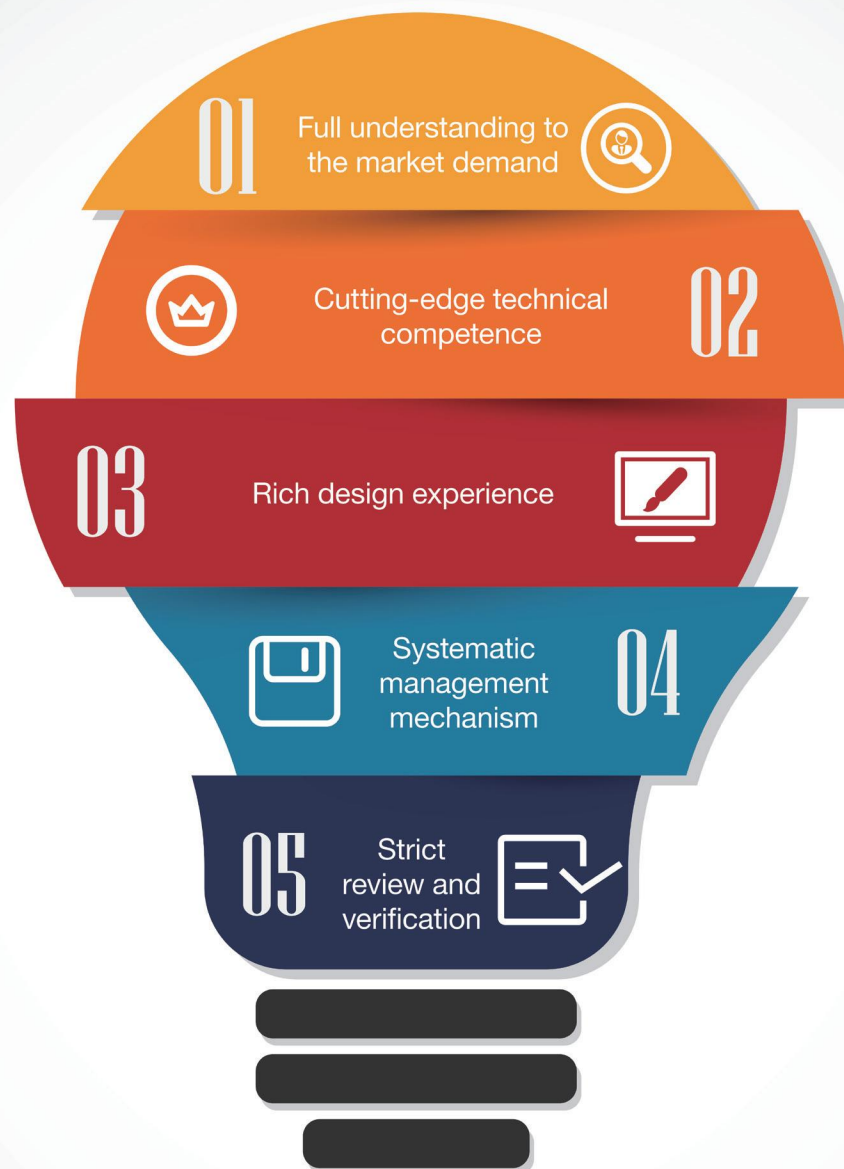 01
Full understanding to
the market demand
Cutting-edge technical
competence
02
03
Rich design experience
Systematic
management
mechanism
04
05
Strict
review and
verification